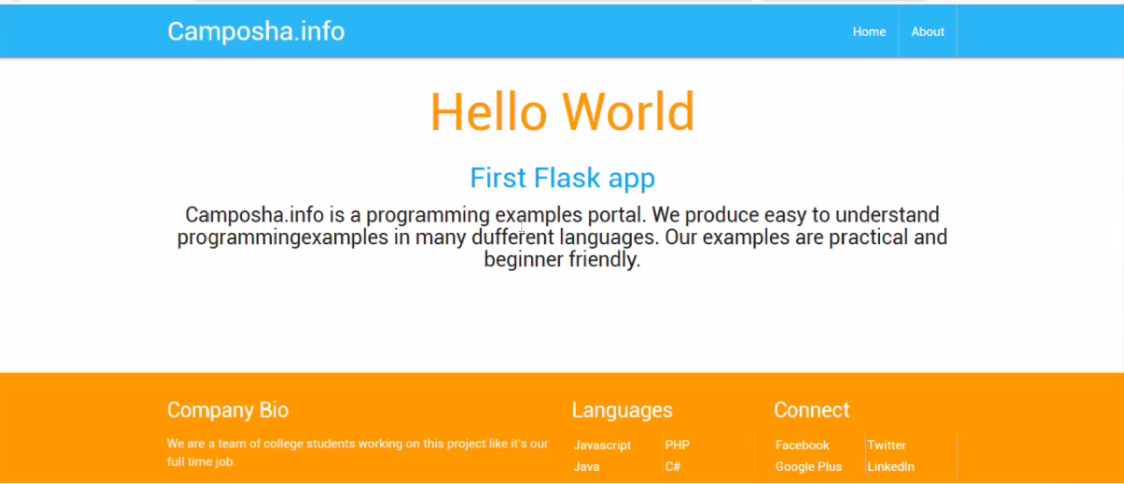 Camposha.info
Home About
Hello World
First Flask app
Camposha.info is a programming examples portal. We produce easy to understand
programmingexamples in many dufferent languages. Our examples are practical and
beginner friendly.
Company Bio
We are a team of college students working on this project like it's our
full time job.
Languages
Javascript PHP
Java C#
Connect
Facebook Twitter
Google Plus LinkedIn